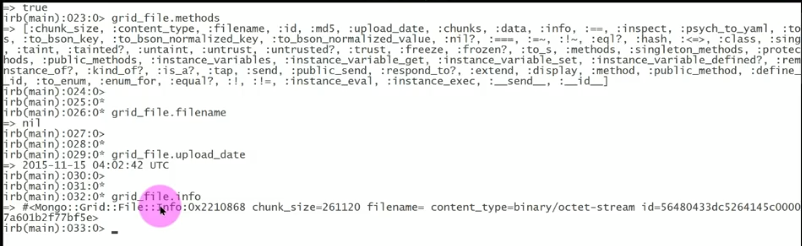 => true
irb(main):023:0> grid_file.methods
=> [:chunk_size, :content_type, :filename, :id, :md5, :upload_date, :chunks, :data, :info, :==, :inspect, :psych_to_yaml, :to
s, :to_bson_key, :to_bson_normalized_key, :to_bson_normalized_value, :nil?, :===, :=~, :!~, :eql?, :hash, :<=>, :class, :sing
, :taint, :tainted?, :untaint, :untrust, :untrusted?, :trust, :freeze, :frozen?, :to_s, :methods, :singleton_methods, :protec
hods, :public_methods, :instance_variables, :instance_variable_get, :instance_variable_set, :instance_variable_defined?, :rem
nstance_of?, :kind_of?, :is_a?, :tap, :send, :public_send, :respond_to?, :extend, :display, :method, :public_method, :define_
_id, :to_enum, :enum_for, :equal?, :!, :!=, :instance_eval, :instance_exec, :__send__, :__id__]
irb(main):024:0>
irb(main):025:0*
irb(main):026:0* grid_file.filename
=> nil
irb(main):027:0>
irb(main):028:0*
irb(main):029:0* grid_file.upload_date
=> 2015-11-15 04:02:42 UTC
irb(main):030:0>
irb(main):031:0*
irb(main):032:0* grid_file.info
=> #<Mongo::Grid::File::Info:0x2210868 chunk_size=261120 filename= content_type=binary/octet-stream id=56480433dc5264145c0000
7a601b2f77bf5e>
irb(main):033:0> _